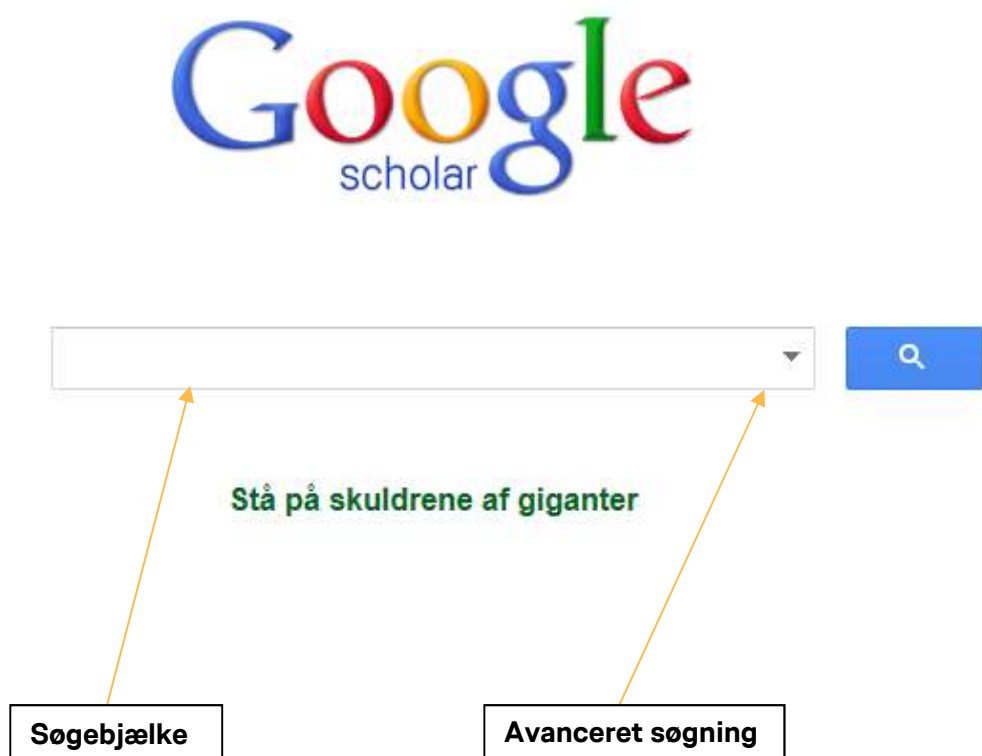 Google
scholar
Stå på skuldrene af giganter
Søgebjælke
Avanceret søgning